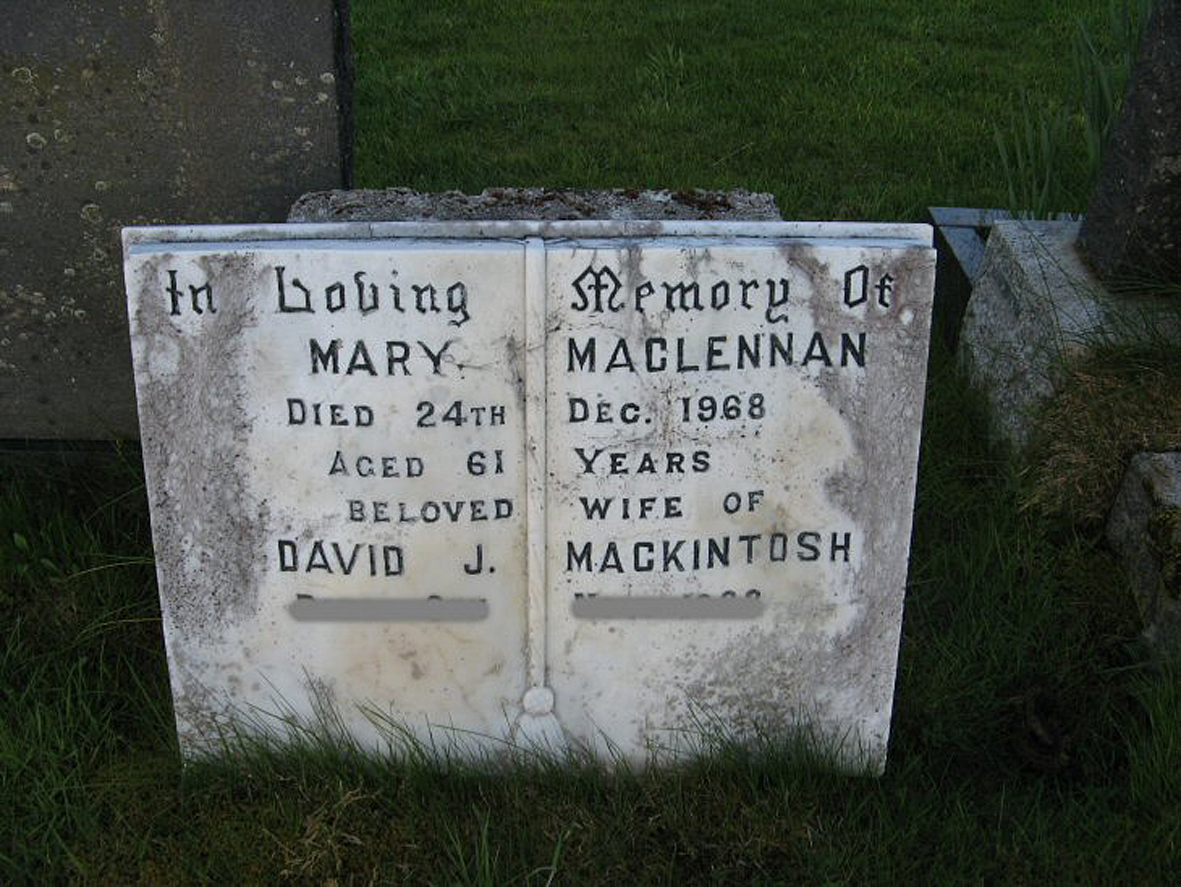 In Loving Memory Of
MARY MACLENNAN
DIED 24TH DEC. 1968
AGED 61 YEARS
BELOVED WIFE OF
DAVID J. MACKINTOSH